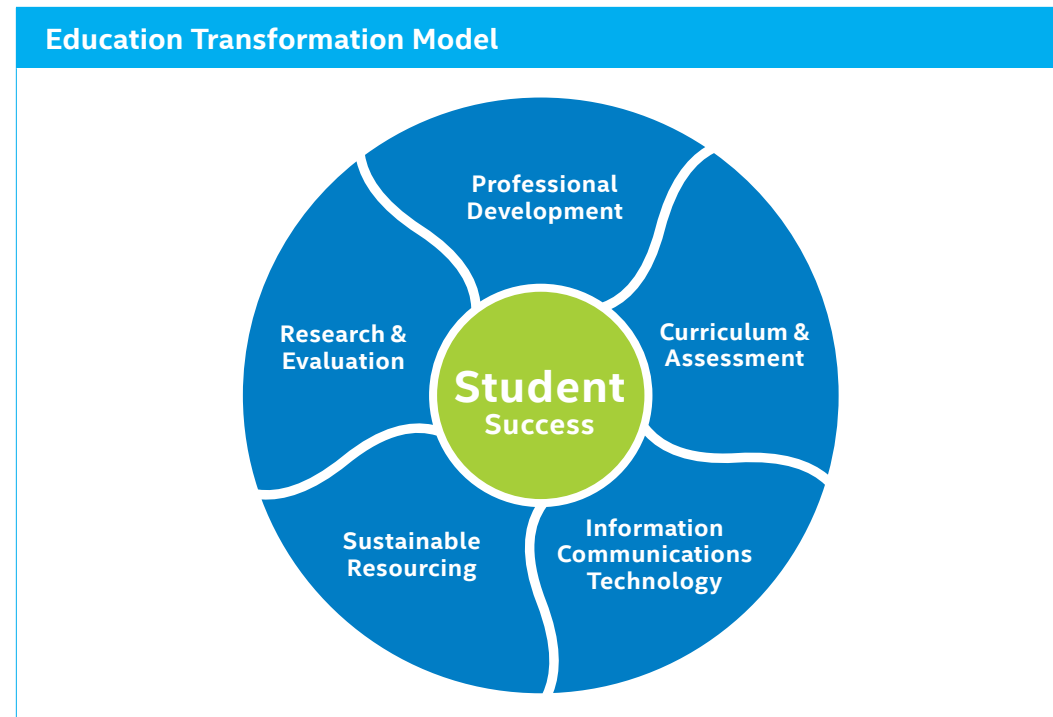 Education Transformation Model
Professional
Development
Curriculum &
Assessment
Information
Communications
Technology
Sustainable
Resourcing
Research &
Evaluation
Student
Success